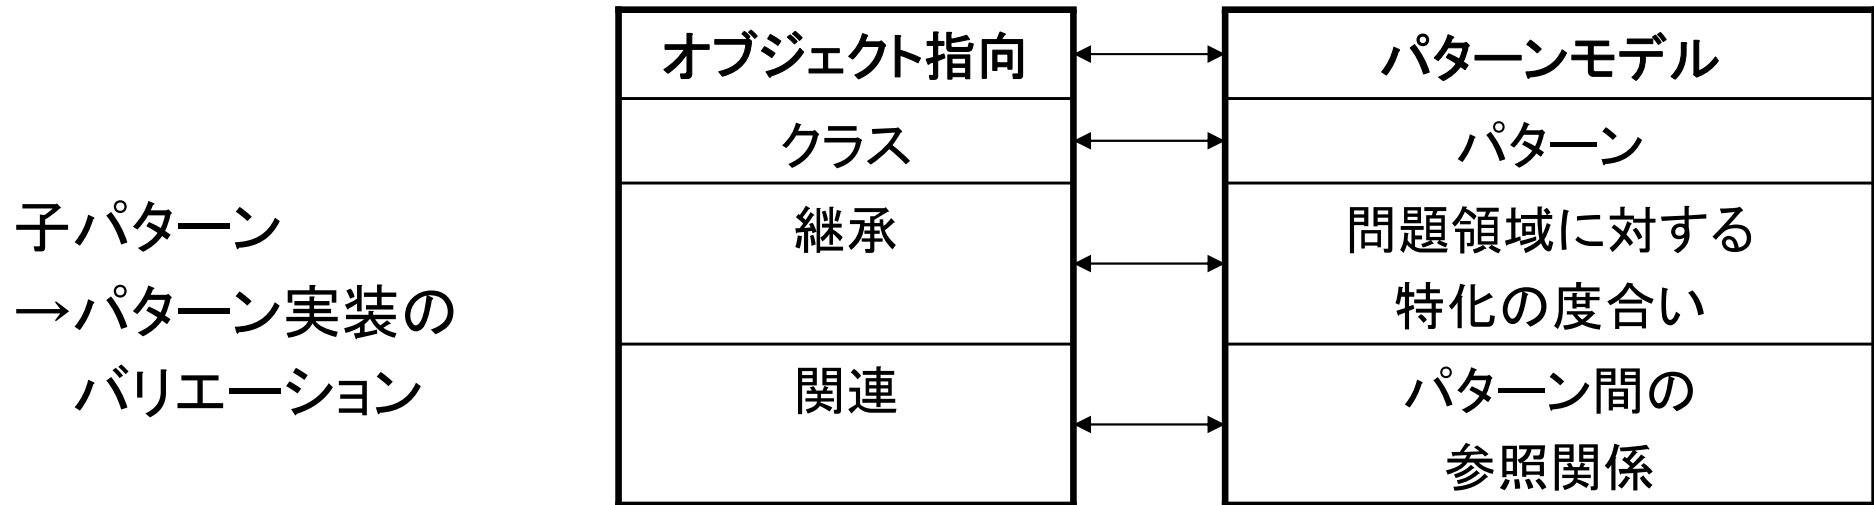 子パターン
→パターン実装の
バリエーション
オブジェクト指向
パターンモデル
クラス
パターン
継承
問題領域に対する
特化の度合い
関連
パターン間の
参照関係